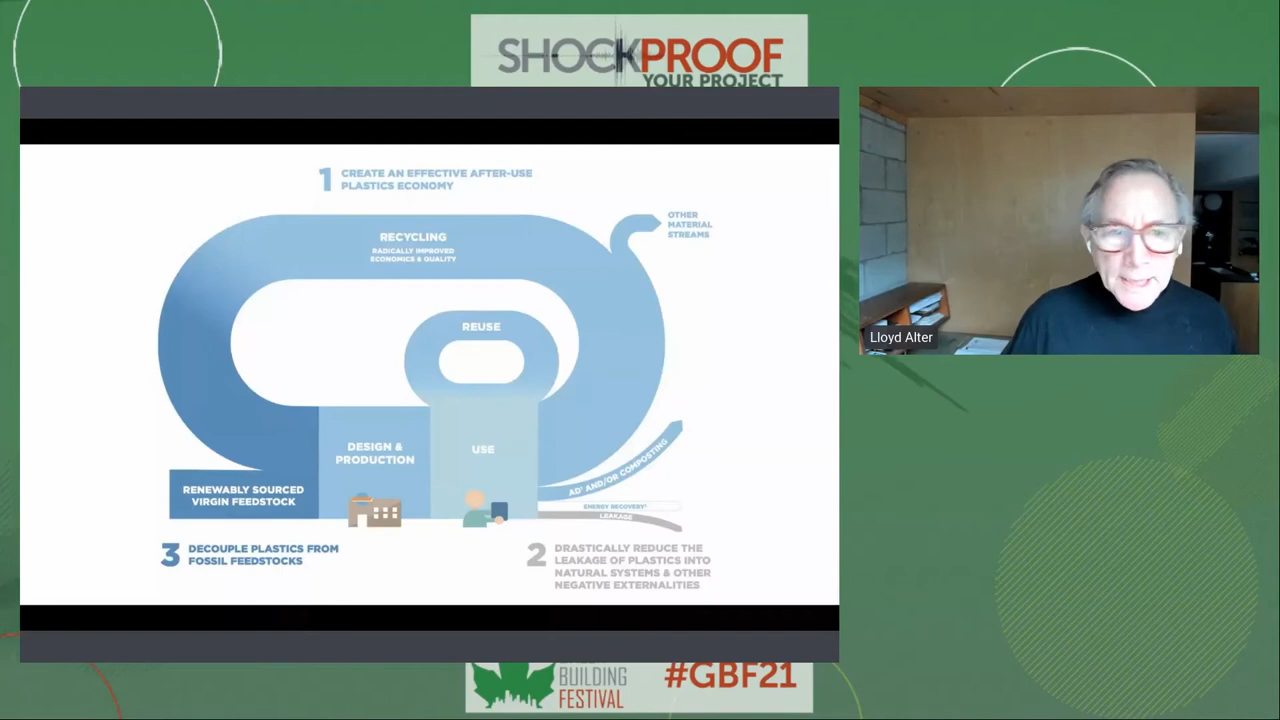 SHOCKPROOF
YOUR PROJECT
1 CREATE AN EFFECTIVE AFTER-USE
PLASTICS ECONOMY
RECYCLING
RADICALLY IMPROVED
ECONOMICS & QUALITY
OTHER
MATERIAL
STREAMS
REUSE
DESIGN &
PRODUCTION
USE
RENEWABLY SOURCED
VIRGIN FEEDSTOCK
AD¹ AND/OR COMPOSTING
ENERGY RECOVERY²
LEAKAGE
3 DECOUPLE PLASTICS FROM
FOSSIL FEEDSTOCKS
2 DRASTICALLY REDUCE THE
LEAKAGE OF PLASTICS INTO
NATURAL SYSTEMS & OTHER
NEGATIVE EXTERNALITIES
Lloyd Alter
BUILDING
FESTIVAL
#GBF21